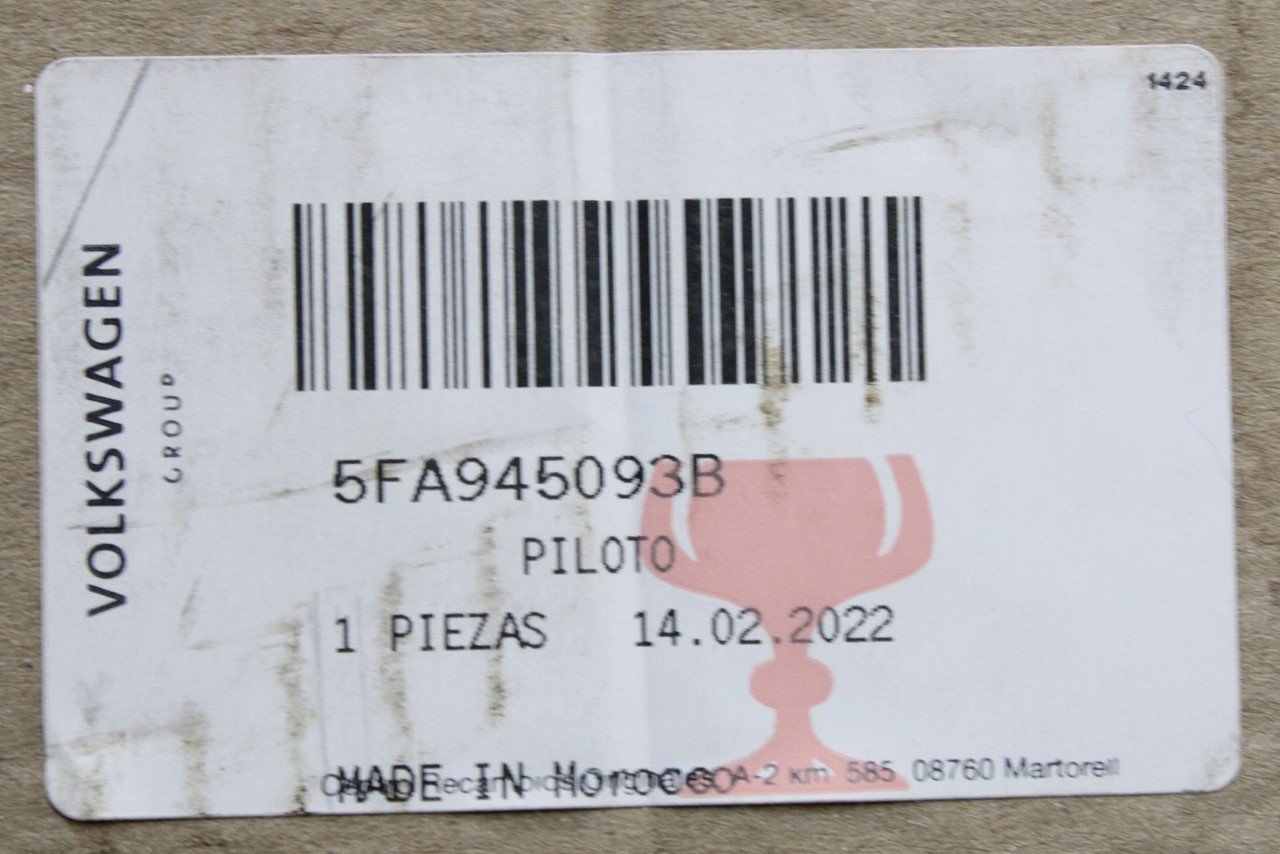 1424
VOLKSWAGEN
GROUP
5FA945093B
PILOTO
1 PIEZAS 14.02.2022
MADE IN Morocco
A-2 km 585 08760 Martorell